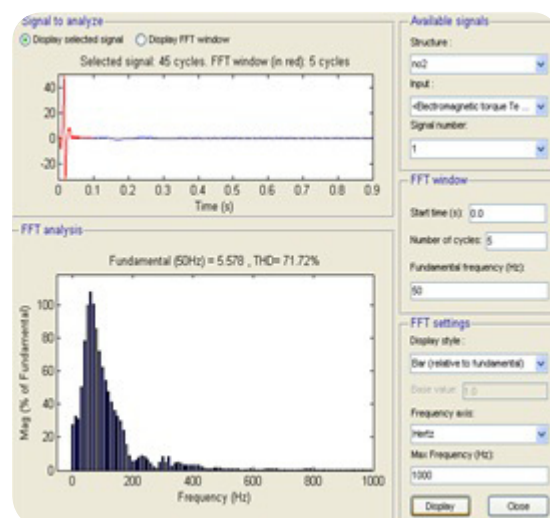 Signal to analyze
Display selected signal Display FFT window
Selected signal: 45 cycles. FFT window (in red): 5 cycles
40
20
0
-20
0 0.1 0.2 0.3 0.4 0.5 0.6 0.7 0.8 0.9
Time (s)
FFT analysis
Fundamental (50Hz) = 5.578 , THD= 71.72%
Mag (% of Fundamental)
100
80
60
40
20
0
0 200 400 600 800 1000
Frequency (Hz)
Available signals
Structure :
no2
Input :
<Electromagnetic torque Te ...
Signal number:
1
FFT window
Start time (s): 0.0
Number of cycles: 5
Fundamental frequency (Hz):
50
FFT settings
Display style :
Bar (relative to fundamental)
Base value: 1.0
Frequency axis:
Hertz
Max Frequency (Hz):
1000
Display Close